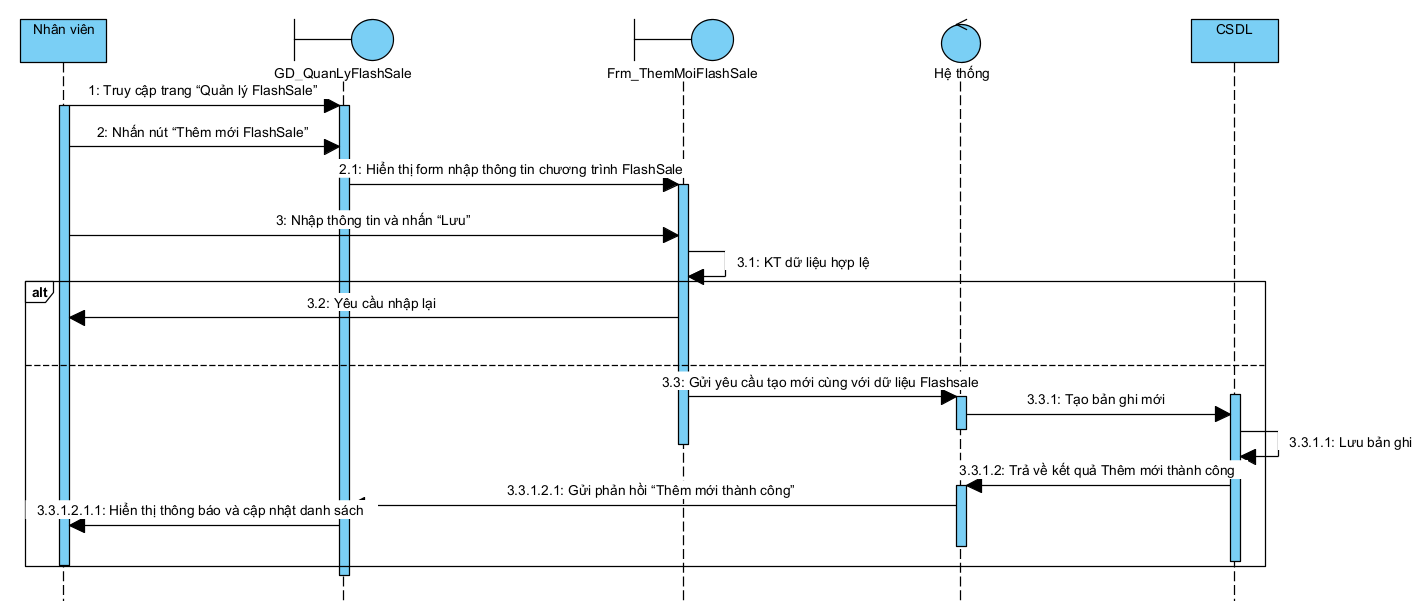 Nhân viên
GD_QuanLyFlashSale
Frm_ThemMoiFlashSale
Hệ thống
CSDL
1: Truy cập trang “Quản lý FlashSale”
2: Nhấn nút “Thêm mới FlashSale”
2.1: Hiển thị form nhập thông tin chương trình FlashSale
3: Nhập thông tin và nhấn “Lưu”
3.1: KT dữ liệu hợp lệ
alt
3.2: Yêu cầu nhập lại
3.3: Gửi yêu cầu tạo mới cùng với dữ liệu Flashsale
3.3.1: Tạo bản ghi mới
3.3.1.1: Lưu bản ghi
3.3.1.2: Trả về kết quả Thêm mới thành công
3.3.1.2.1: Gửi phản hồi “Thêm mới thành công”
3.3.1.2.1.1: Hiển thị thông báo và cập nhật danh sách